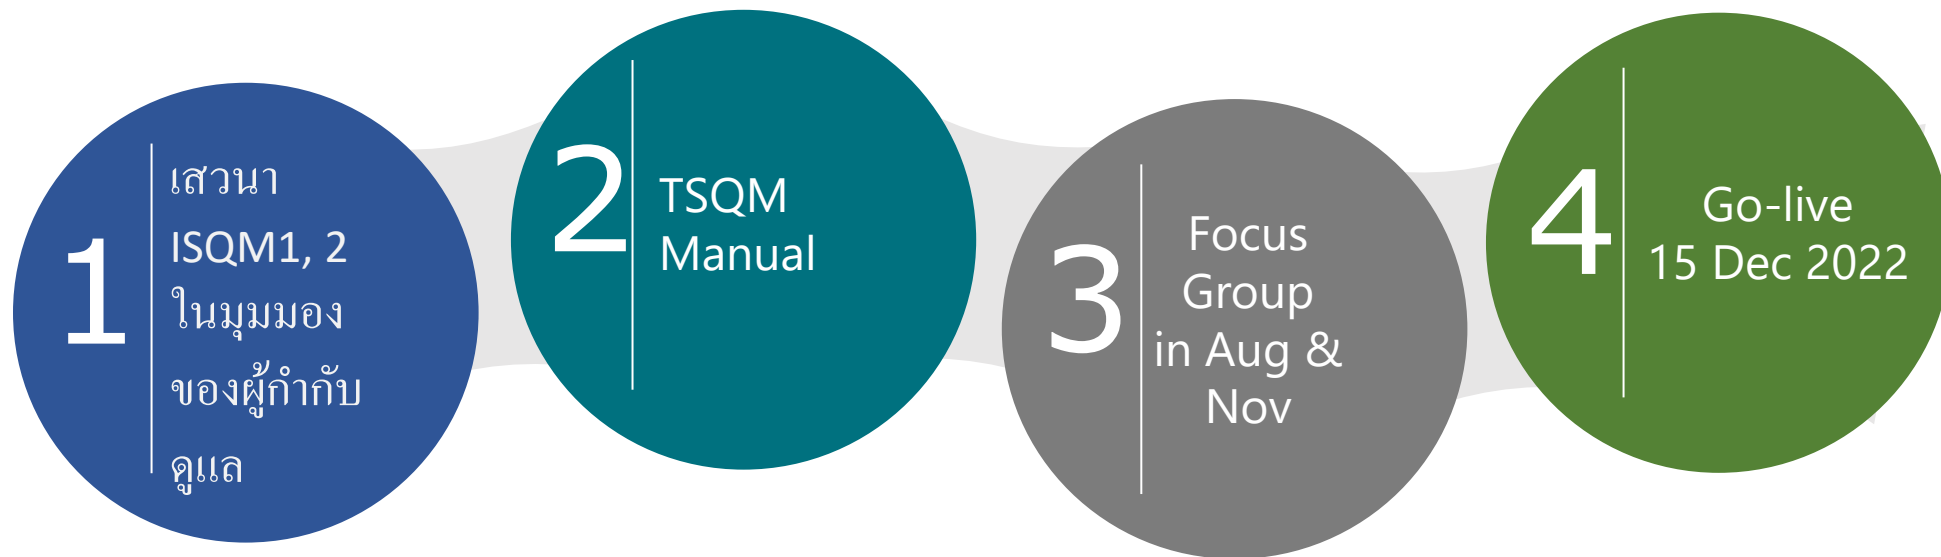 1
เสวนา
ISQM1, 2
ในมุมมอง
ของผู้กำกับ
ดูแล
2
TSQM
Manual
3
Focus
Group
in Aug &
Nov
4
Go-live
15 Dec 2022